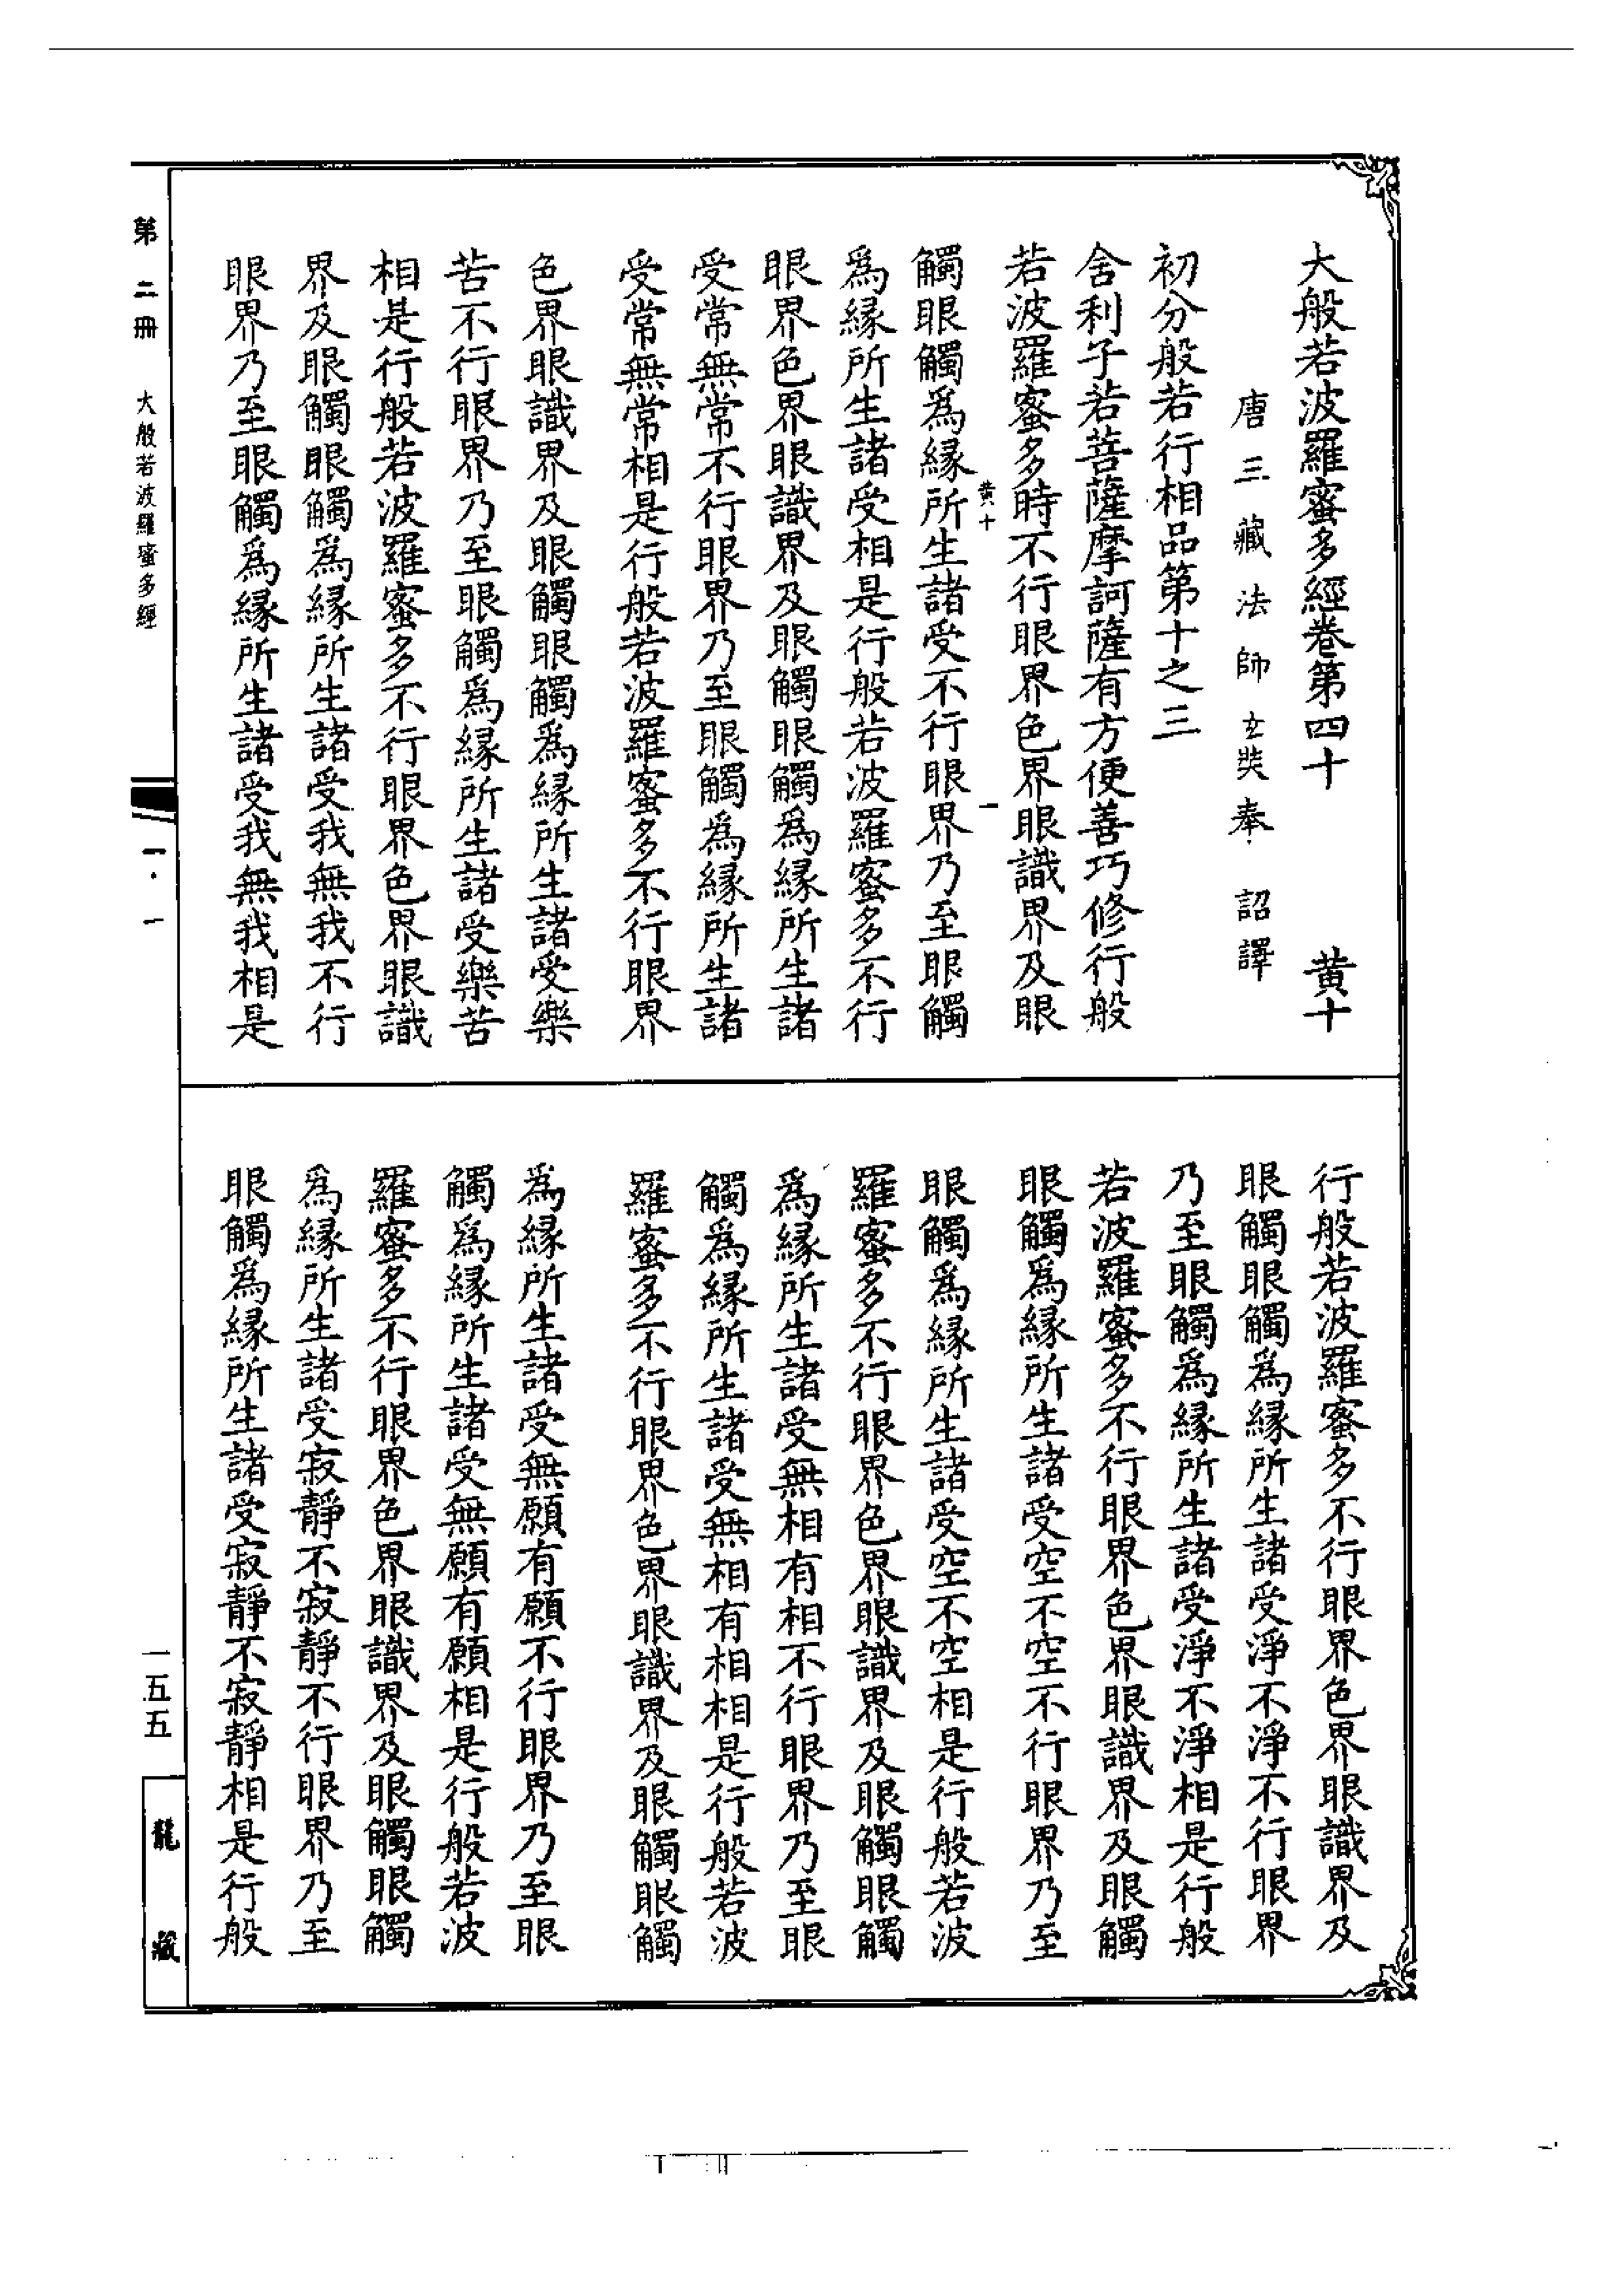 大般若波羅蜜多經卷第四十 黃十
唐三藏法師玄奘奉 詔譯
初分般若行相品第十之三
舍利子若菩薩摩訶薩有方便善巧修行般
若波羅蜜多時不行眼界色界眼識界及眼
黃十 一
觸眼觸為緣所生諸受不行眼界乃至眼觸
為緣所生諸受相是行般若波羅蜜多不行
眼界色界眼識界及眼觸眼觸為緣所生諸
受常無常不行眼界乃至眼觸為緣所生諸
受常無常相是行般若波羅蜜多不行眼界
色界眼識界及眼觸眼觸為緣所生諸受樂
苦不行眼界乃至眼觸為緣所生諸受樂苦
相是行般若波羅蜜多不行眼界色界眼識
界及眼觸眼觸為緣所生諸受我無我不行
眼界乃至眼觸為緣所生諸受我無我相是
行般若波羅蜜多不行眼界色界眼識界及
眼觸眼觸為緣所生諸受淨不淨不行眼界
乃至眼觸為緣所生諸受淨不淨相是行般
若波羅蜜多不行眼界色界眼識界及眼觸
眼觸為緣所生諸受空不空不行眼界乃至
眼觸為緣所生諸受空不空相是行般若波
羅蜜多不行眼界色界眼識界及眼觸眼觸
為緣所生諸受無相有相不行眼界乃至眼
觸為緣所生諸受無相有相相是行般若波
羅蜜多不行眼界色界眼識界及眼觸眼觸
為緣所生諸受無願有願不行眼界乃至眼
觸為緣所生諸受無願有願相是行般若波
羅蜜多不行眼界色界眼識界及眼觸眼觸
為緣所生諸受寂靜不寂靜不行眼界乃至
眼觸為緣所生諸受寂靜不寂靜相是行般
第二冊 大般若波羅蜜多經
一·一
一五五
龍藏